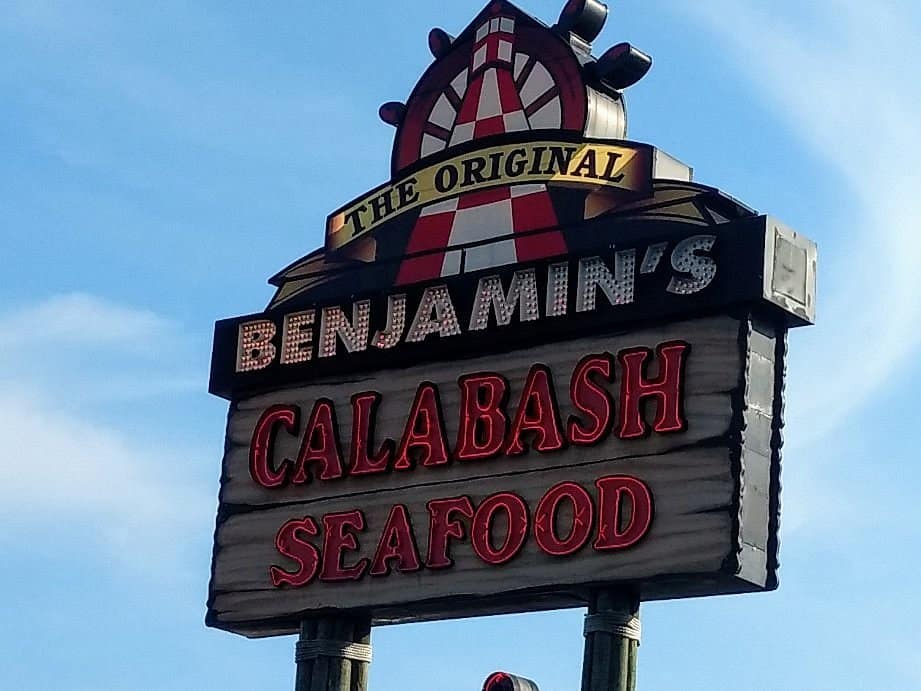 THE ORIGINAL
BENJAMIN'S
CALABASH
SEAFOOD